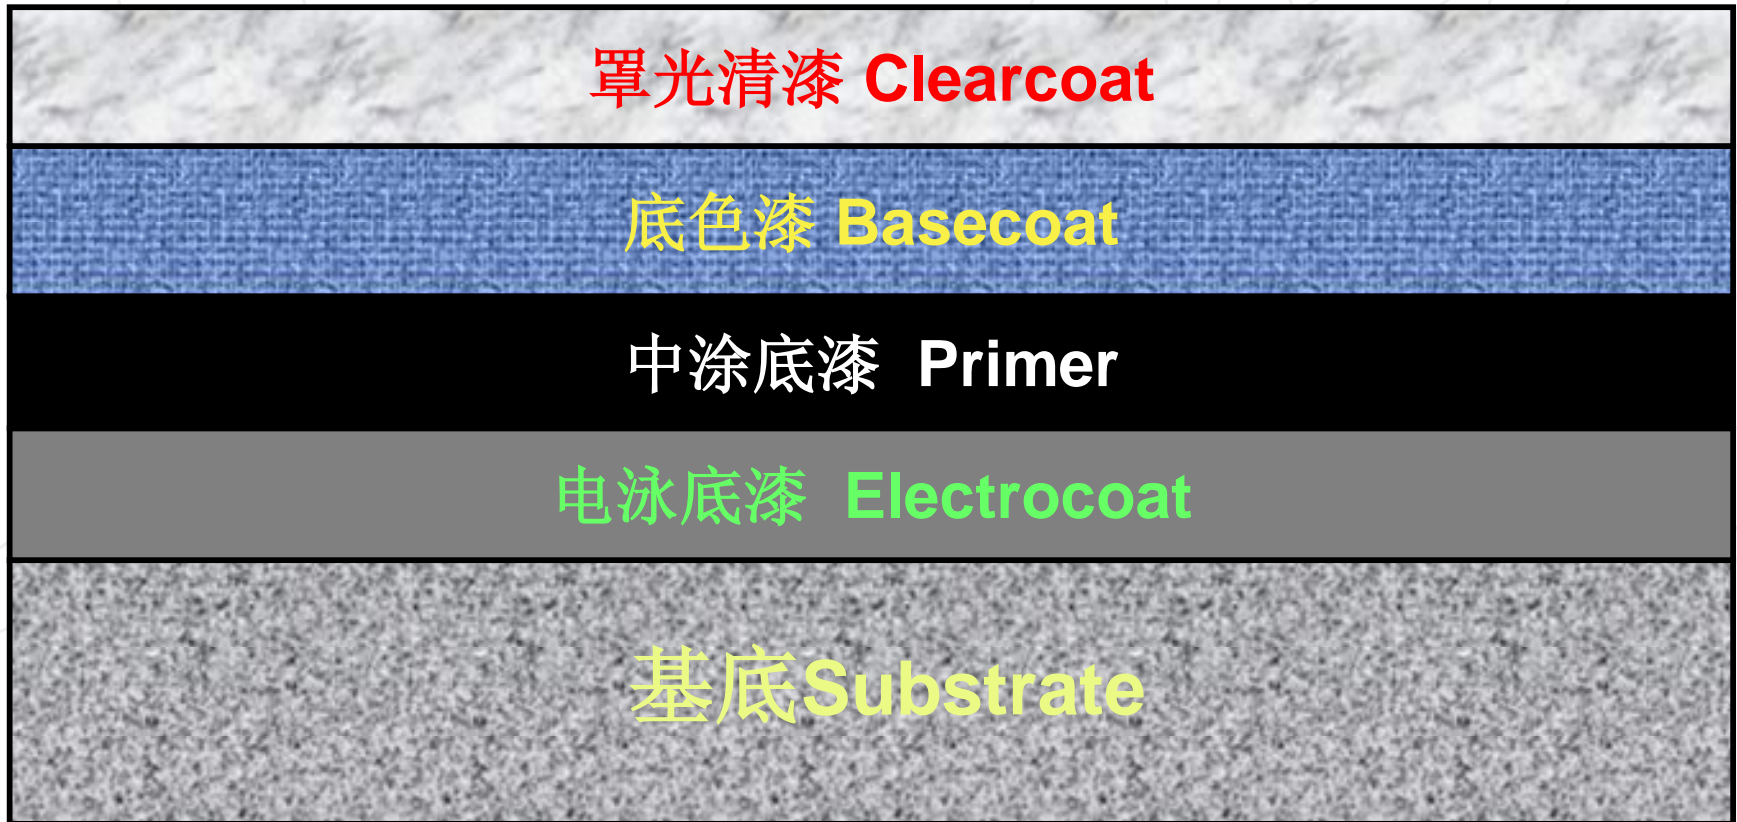 罩光清漆 Clearcoat
底色漆 Basecoat
中涂底漆 Primer
电泳底漆 Electrocoat
基底Substrate